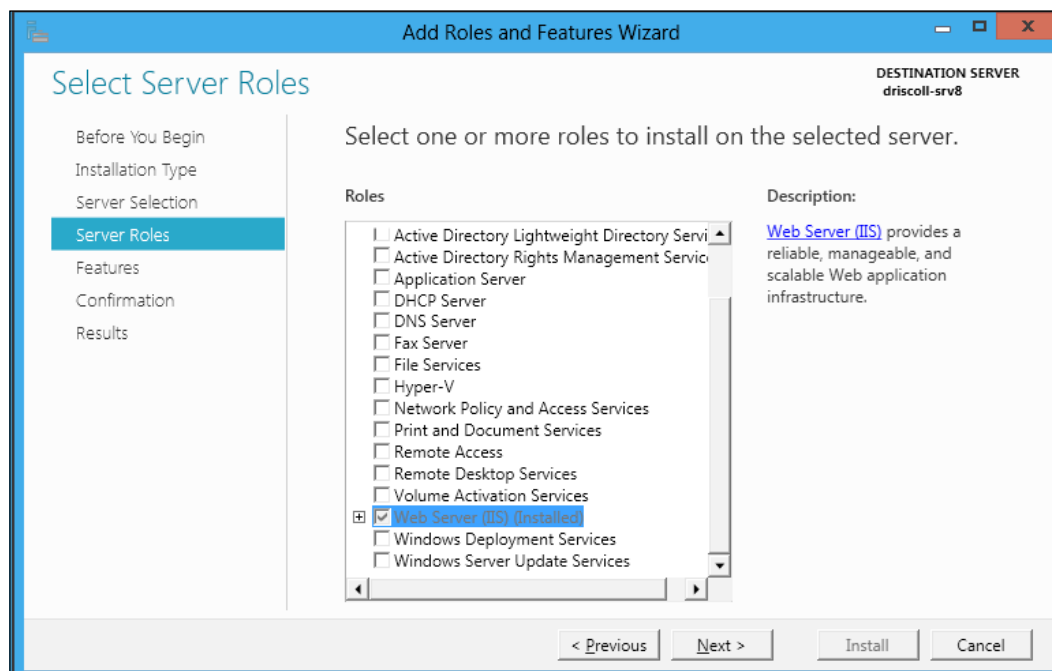 Add Roles and Features Wizard
Select Server Roles
DESTINATION SERVER
driscoll-srv8
Before You Begin
Installation Type
Server Selection
Server Roles
Features
Confirmation
Results
Select one or more roles to install on the selected server.
Roles
Active Directory Lightweight Directory Servi
Active Directory Rights Management Service
Application Server
DHCP Server
DNS Server
Fax Server
File Services
Hyper-V
Network Policy and Access Services
Print and Document Services
Remote Access
Remote Desktop Services
Volume Activation Services
Web Server (IIS) (Installed)
Windows Deployment Services
Windows Server Update Services
Description:
Web Server (IIS) provides a
reliable, manageable, and
scalable Web application
infrastructure.
< Previous
Next >
Install
Cancel